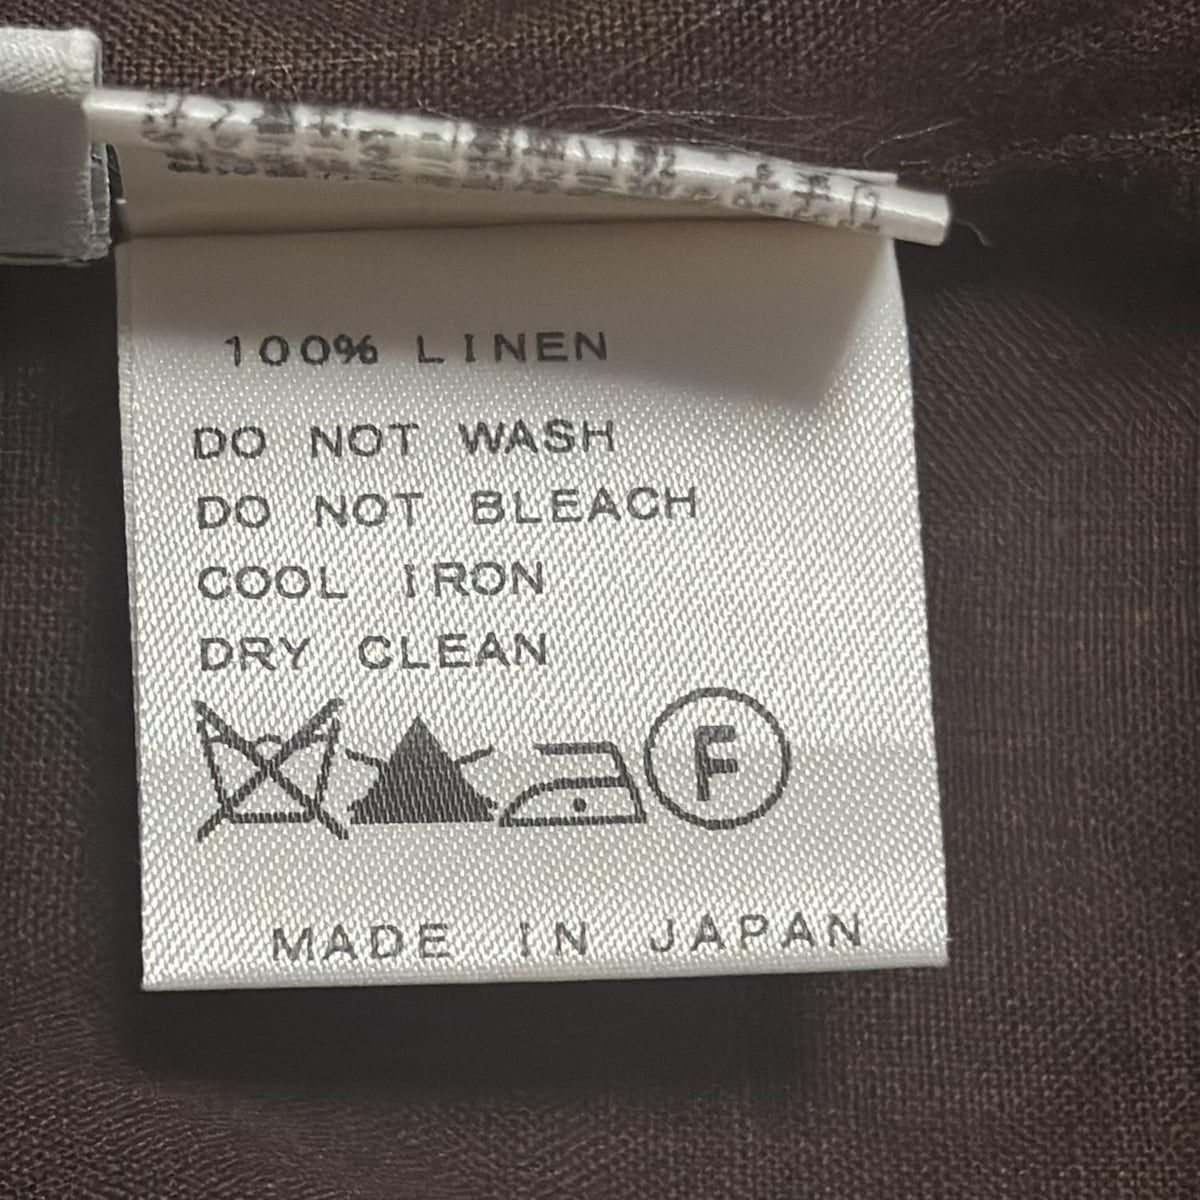 100% LINEN
DO NOT WASH
DO NOT BLEACH
COOL IRON
DRY CLEAN
F
MADE IN JAPAN